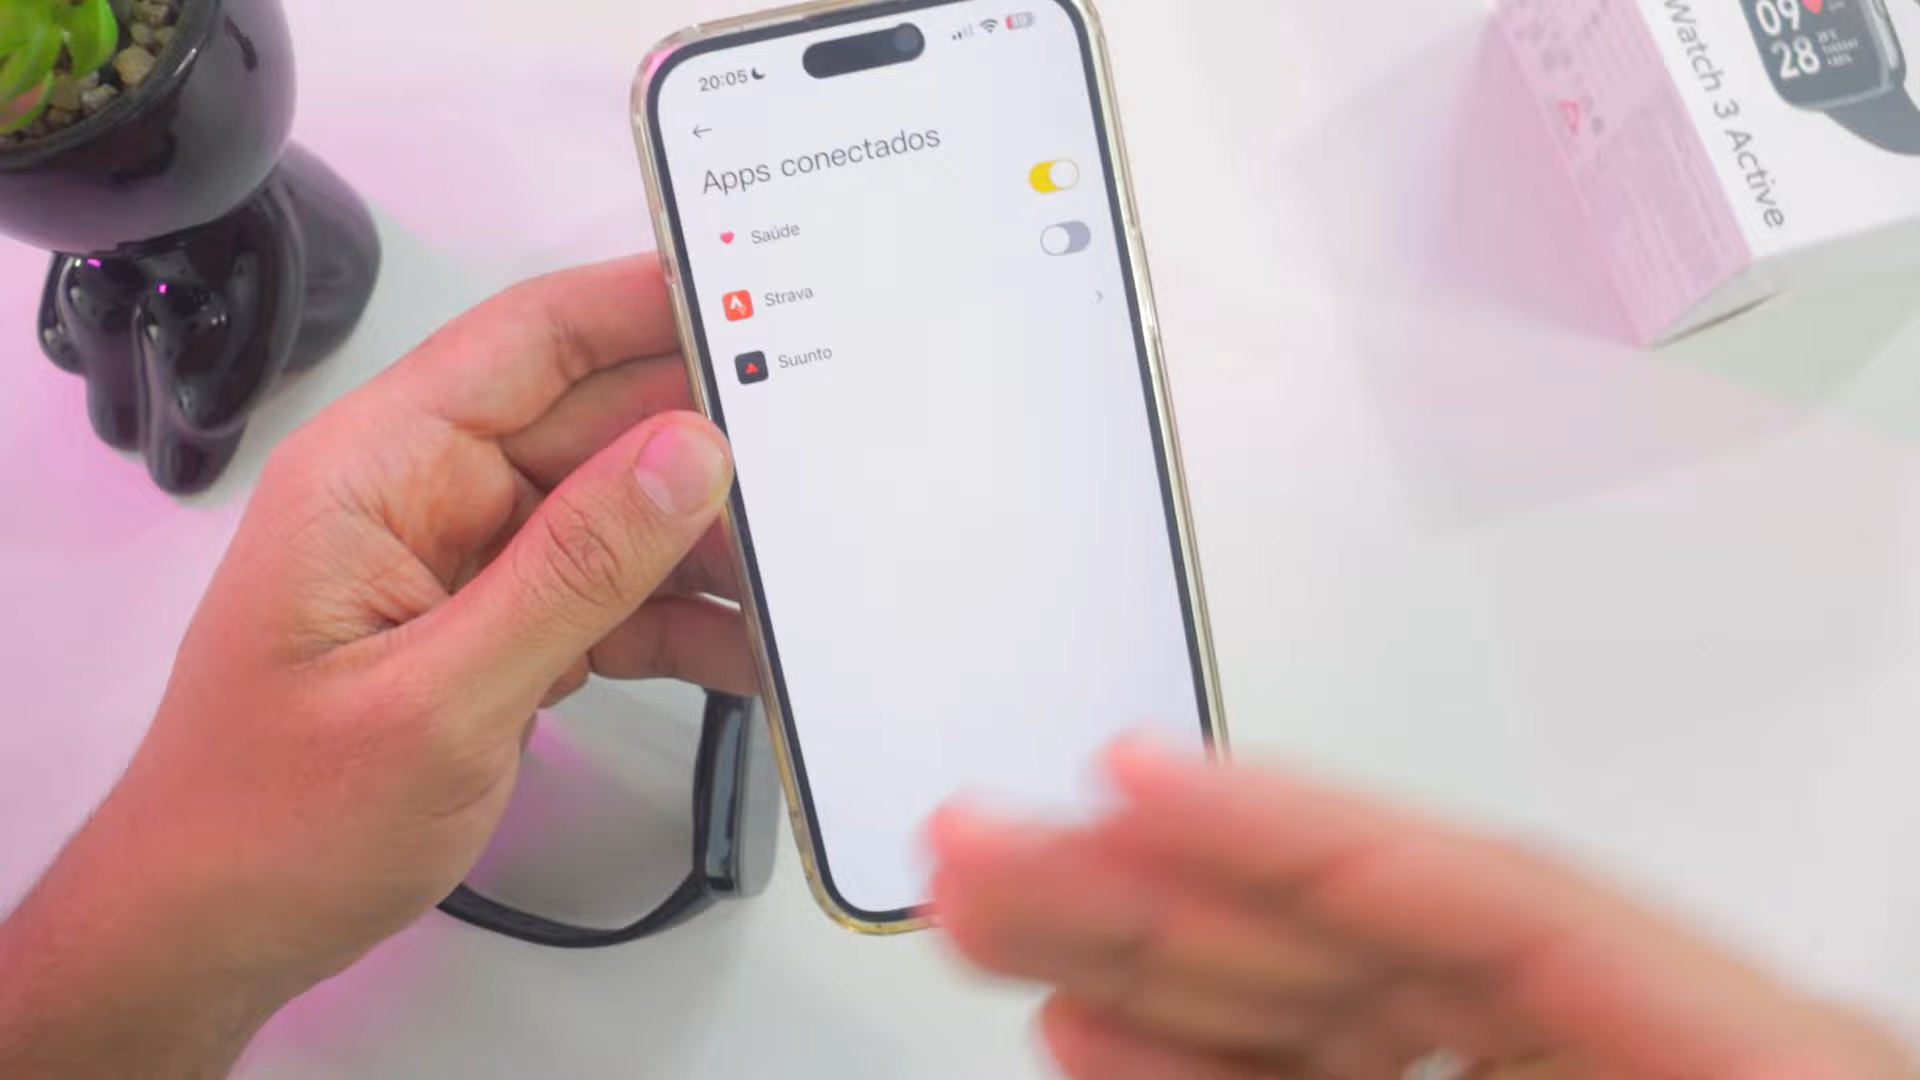 20:05
Apps conectados
Saúde
Strava
Suunto
Watch 3 Active
09
28